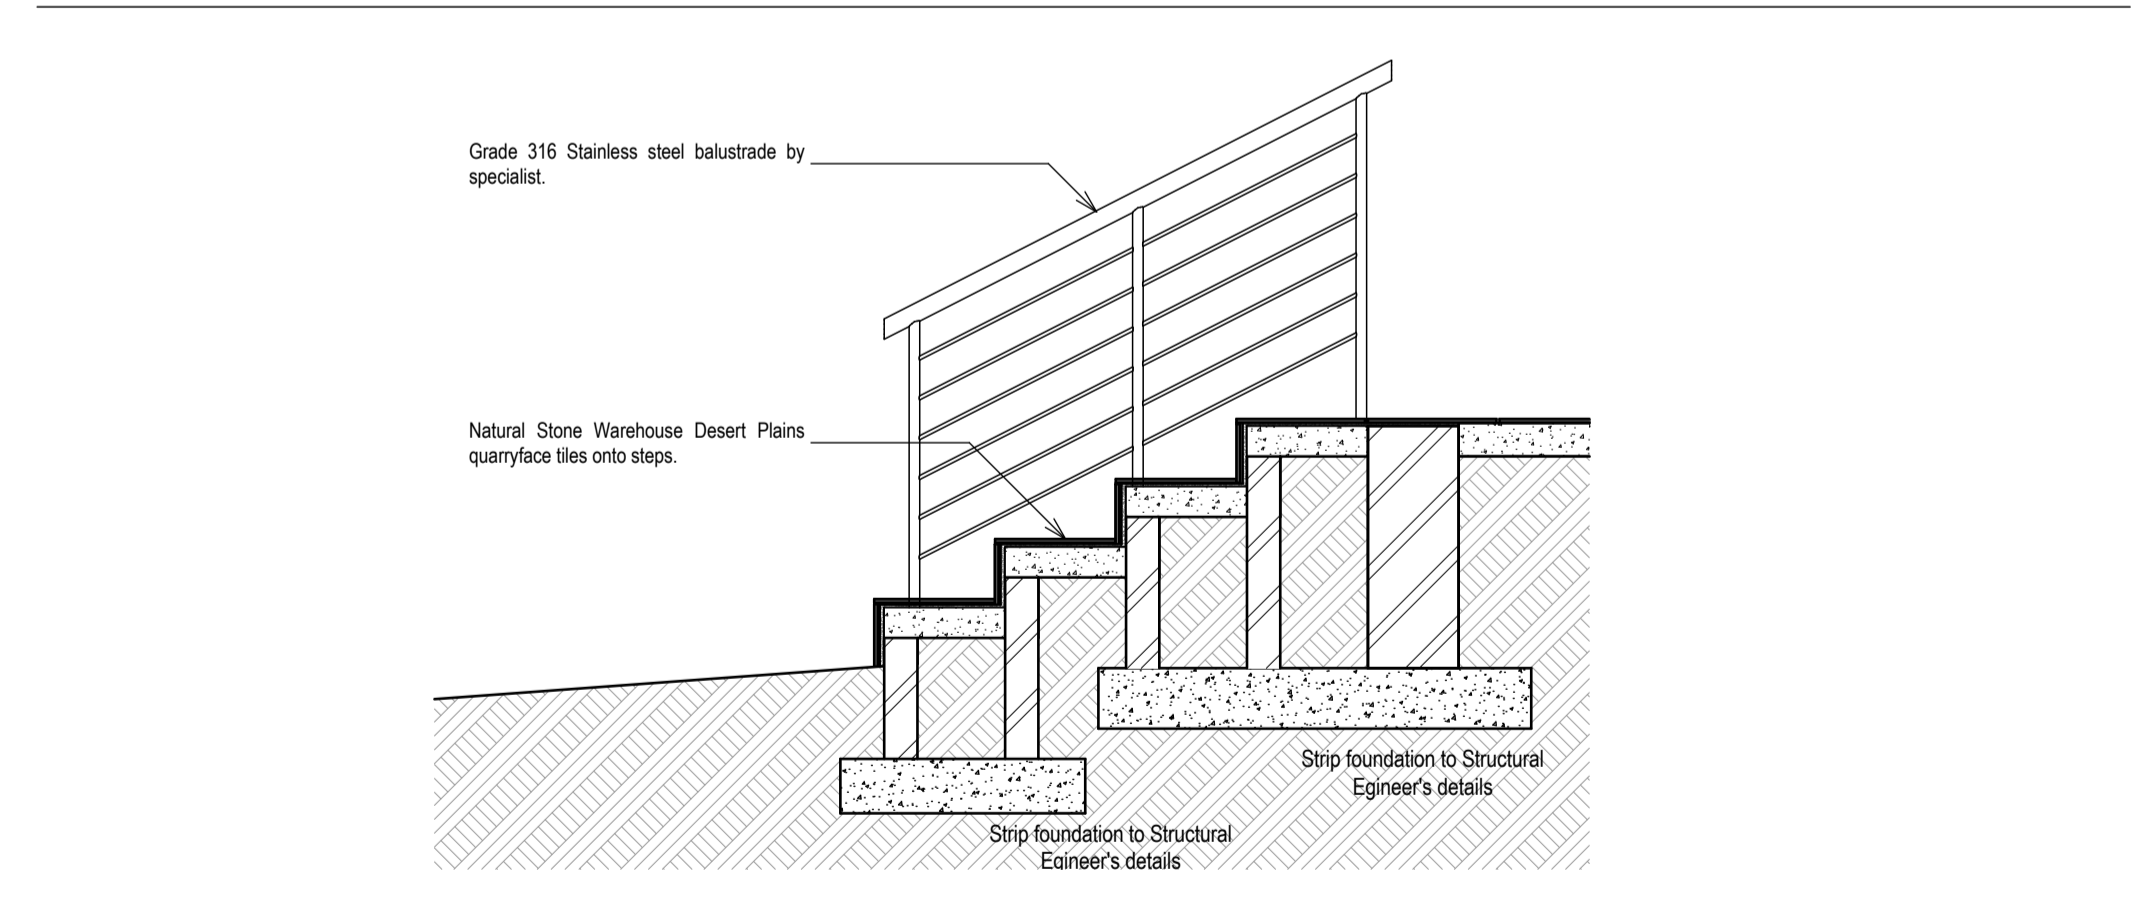 Grade 316 Stainless steel balustrade by
specialist.
Natural Stone Warehouse Desert Plains
quarryface tiles onto steps.
Strip foundation to Structural
Egineer's details
Strip foundation to Structural
Egineer's details